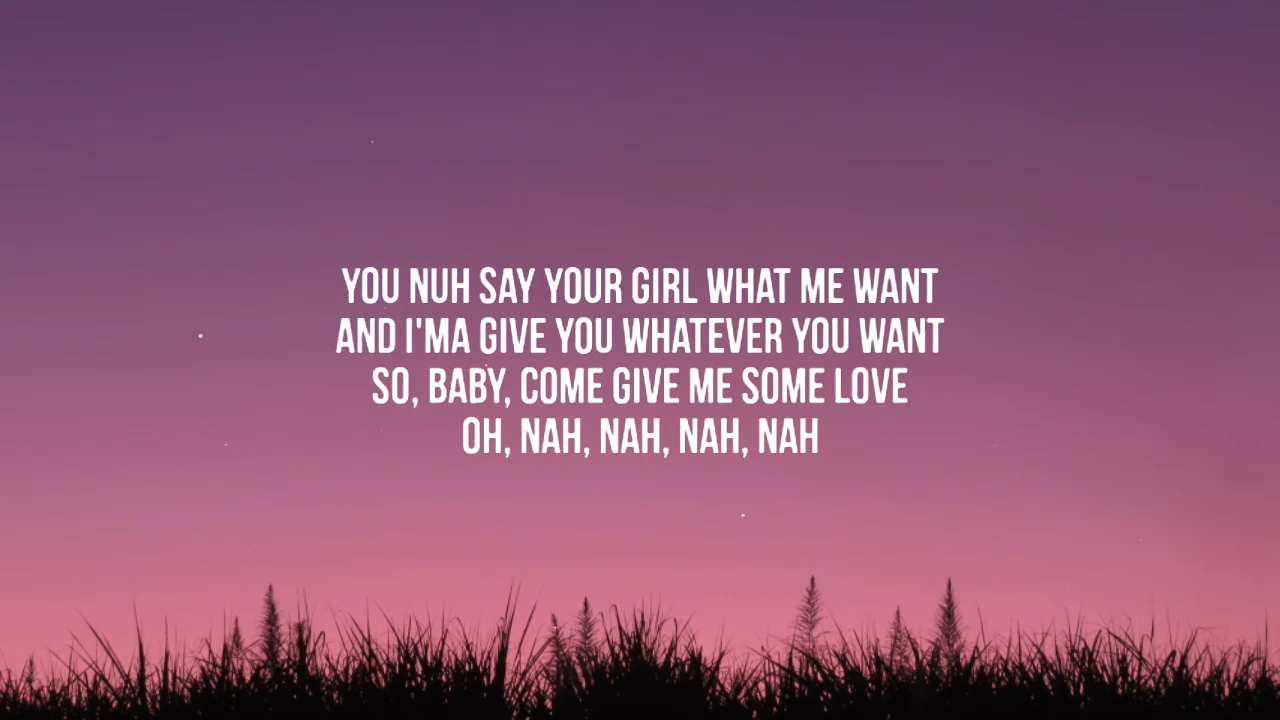 YOU NUH SAY YOUR GIRL WHAT ME WANT
AND I'MA GIVE YOU WHATEVER YOU WANT
SO, BABY, COME GIVE ME SOME LOVE
OH, NAH, NAH, NAH, NAH